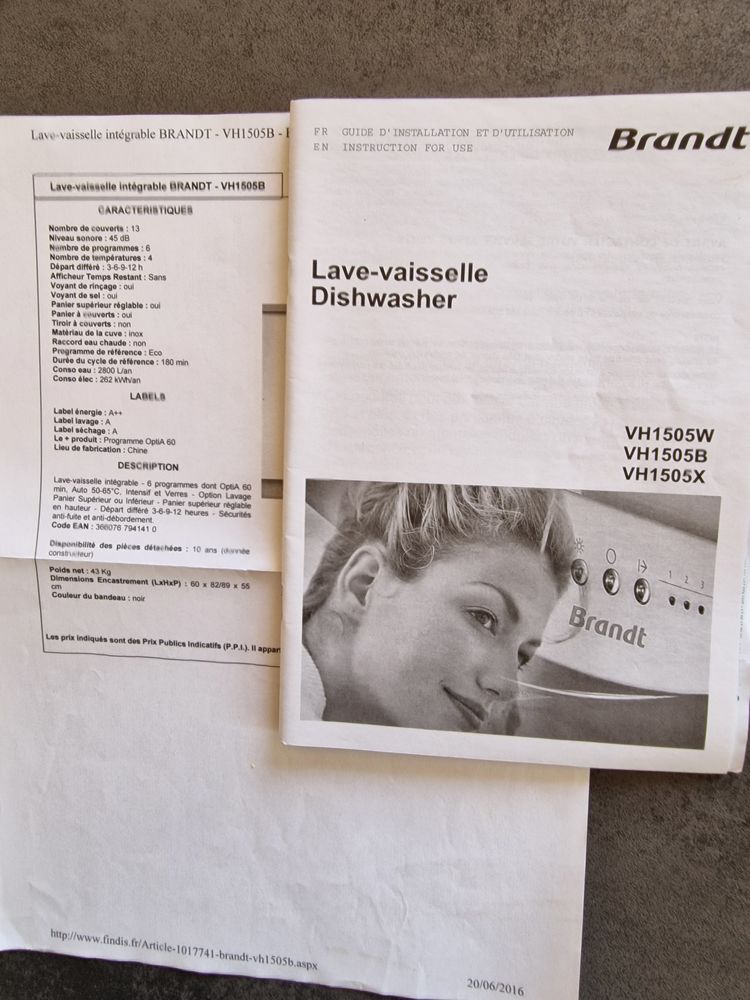 Lave-vaisselle intégrable BRANDT - VH1505B -
Lave-vaisselle intégrable BRANDT - VH1505B
CARACTERISTIQUES
Nombre de couverts : 13
Niveau sonore : 45 dB
Nombre de programmes : 6
Nombre de températures : 4
Départ différé : 3-6-9-12 h
Afficheur Temps Restant : Sans
Voyant de rinçage : oui
Voyant de sel : oui
Panier supérieur réglable : oui
Panier à couverts : oui
Tiroir à couverts : non
Matériau de la cuve : inox
Raccord eau chaude : non
Programme de référence : Eco
Durée du cycle de référence : 180 min
Conso eau : 2800 L/an
Conso élec : 262 kWh/an
LABELS
Label énergie : A++
Label lavage : A
Label séchage : A
Le + produit : Programme OptiA 60
Lieu de fabrication : Chine
DESCRIPTION
Lave-vaisselle intégrable - 6 programmes dont OptiA 60
min, Auto 50-65°C, Intensif et Verres - Option Lavage
Panier Supérieur ou Inférieur - Panier supérieur réglable
en hauteur - Départ différé 3-6-9-12 heures - Sécurités
anti-fuite et anti-débordement.
Code EAN : 366076 794141 0
Disponibilité des pièces détachées : 10 ans (donnée
constructeur)
Poids net : 43 Kg
Dimensions Encastrement (LxHxP) : 60 x 82/89 x 55
cm
Couleur du bandeau : noir
Les prix indiqués sont des Prix Publics Indicatifs (P.P.I.). Il appar
http://www.findis.fr/Article-1017741-brandt-vh1505b.aspx
20/06/2016
FR GUIDE D'INSTALLATION ET D'UTILISATION
EN INSTRUCTION FOR USE
Brandt
Lave-vaisselle
Dishwasher
VH1505W
VH1505B
VH1505X
1 2 3
Brandt